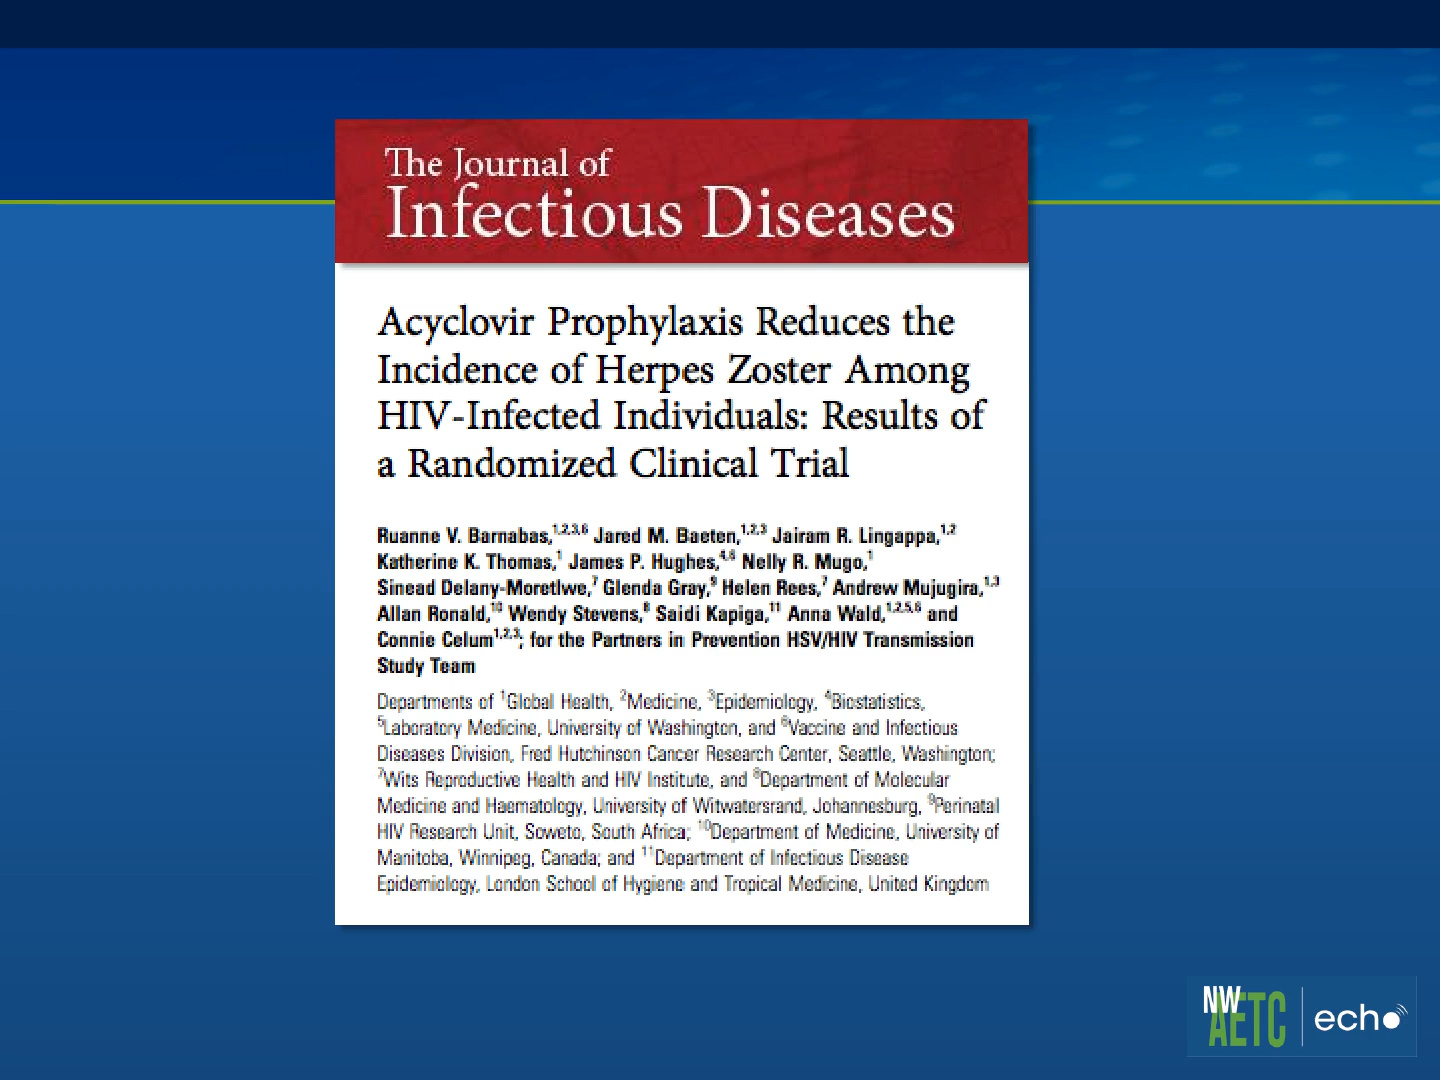 The Journal of
Infectious Diseases
Acyclovir Prophylaxis Reduces the
Incidence of Herpes Zoster Among
HIV-Infected Individuals: Results of
a Randomized Clinical Trial
Ruanne V. Barnabas,1,2,3,6 Jared M. Baeten,1,2,3 Jairam R. Lingappa,1,2
Katherine K. Thomas,1 James P. Hughes,4,6 Nelly R. Mugo,1
Sinead Delany-Moretlwe,7 Glenda Gray,9 Helen Rees,7 Andrew Mujugira,1,3
Allan Ronald,10 Wendy Stevens,8 Saidi Kapiga,11 Anna Wald,1,2,5,6 and
Connie Celum1,2,3; for the Partners in Prevention HSV/HIV Transmission
Study Team
Departments of 1Global Health, 2Medicine, 3Epidemiology, 4Biostatistics,
5Laboratory Medicine, University of Washington, and 6Vaccine and Infectious
Diseases Division, Fred Hutchinson Cancer Research Center, Seattle, Washington;
7Wits Reproductive Health and HIV Institute, and 8Department of Molecular
Medicine and Haematology, University of Witwatersrand, Johannesburg, 9Perinatal
HIV Research Unit, Soweto, South Africa; 10Department of Medicine, University of
Manitoba, Winnipeg, Canada; and 11Department of Infectious Disease
Epidemiology, London School of Hygiene and Tropical Medicine, United Kingdom
NW
AETC
echo